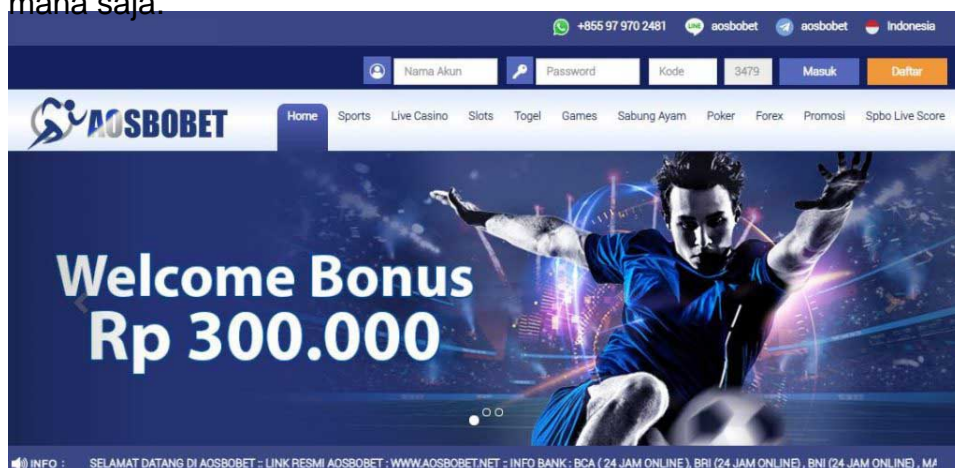 mana saja.
+855 97 970 2481 LINE aosbobet aosbobet Indonesia
Nama Akun Password Kode 3479 Masuk Daftar
AOSBOBET Home Sports Live Casino Slots Togel Games Sabung Ayam Poker Forex Promosi Spbo Live Score
Welcome Bonus
Rp 300.000
INFO : SELAMAT DATANG DI AOSBOBET :: LINK RESMI AOSBOBET : WWW.AOSBOBET.NET :: INFO BANK : BCA ( 24 JAM ONLINE ), BRI (24 JAM ONLINE) , BNI (24 JAM ONLINE) ,